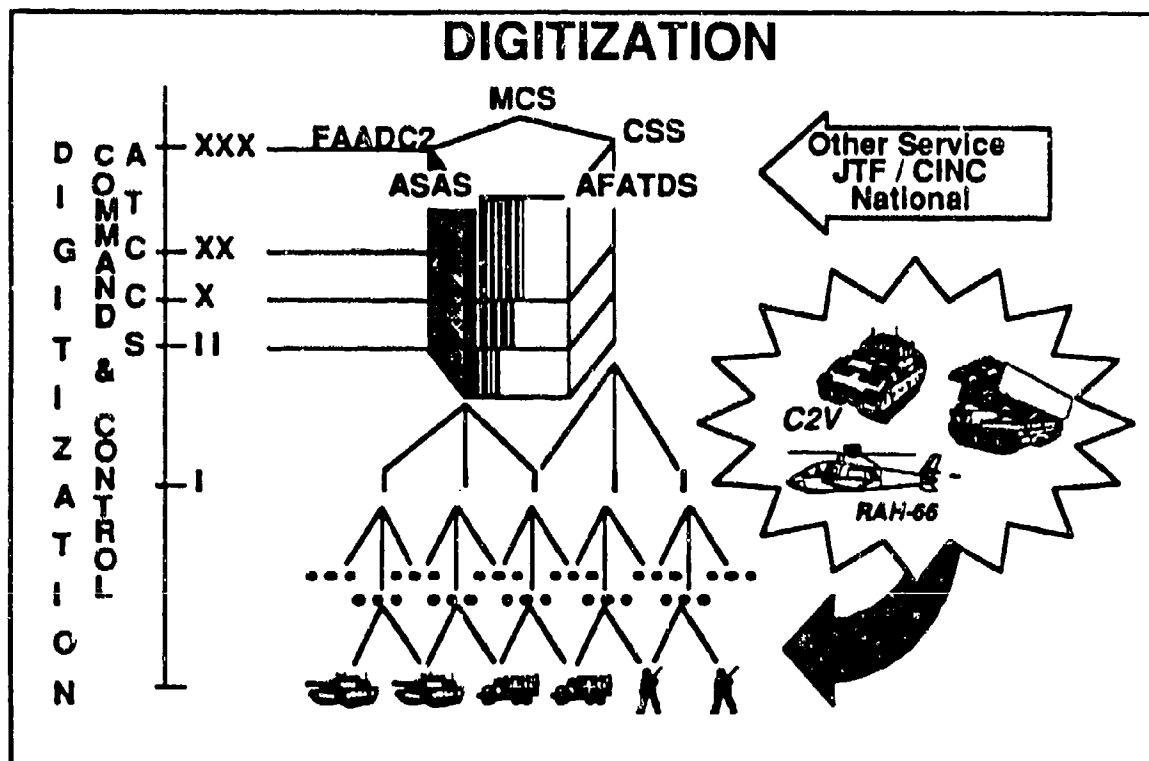 DIGITIZATION
MCS
FAADC2
CSS
ASAS
AFATDS
Other Service
JTF / CINC
National
DIGITIZATION
COMMAND & CONTROL
ATCCS
XXX
XX
X
II
I
C2V
RAH-66